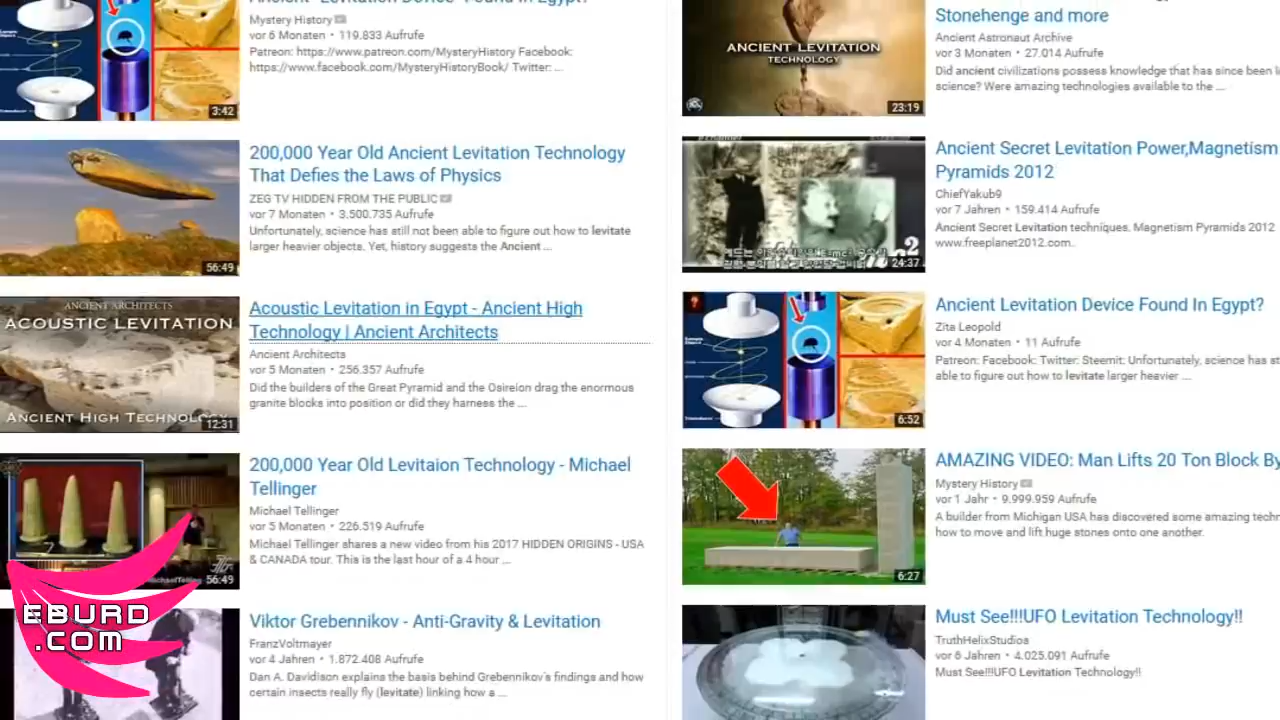 Ancient "Levitation Device" Found In Egypt?
Mystery History
vor 6 Monaten • 119.833 Aufrufe
Patreon: https://www.patreon.com/MysteryHistory Facebook:
https://www.facebook.com/MysteryHistoryBook/ Twitter: ...
3:42
200,000 Year Old Ancient Levitation Technology
That Defies the Laws of Physics
ZEG TV HIDDEN FROM THE PUBLIC
vor 7 Monaten • 3.500.735 Aufrufe
Unfortunately, science has still not been able to figure out how to levitate
larger heavier objects. Yet, history suggests the Ancient ...
56:49
ANCIENT ARCHITECTS
ACOUSTIC LEVITATION
ANCIENT HIGH TECHNOLOGY
12:31
Acoustic Levitation in Egypt - Ancient High
Technology | Ancient Architects
Ancient Architects
vor 5 Monaten • 256.357 Aufrufe
Did the builders of the Great Pyramid and the Osireion drag the enormous
granite blocks into position or did they harness the ...
200,000 Year Old Levitaion Technology - Michael
Tellinger
Michael Tellinger
vor 5 Monaten • 226.519 Aufrufe
Michael Tellinger shares a new video from his 2017 HIDDEN ORIGINS - USA
& CANADA tour. This is the last hour of a 4 hour ...
56:49
EBURD
.COM
Viktor Grebennikov - Anti-Gravity & Levitation
FranzVoltmayer
vor 4 Jahren • 1.872.408 Aufrufe
Dan A. Davidson explains the basis behind Grebennikov's findings and how
certain insects really fly (levitate) linking how a ...
ANCIENT LEVITATION
TECHNOLOGY
23:19
Stonehenge and more
Ancient Astronaut Archive
vor 3 Monaten • 27.014 Aufrufe
Did ancient civilizations possess knowledge that has since been
science? Were amazing technologies available to the ...
24:37
Ancient Secret Levitation Power,Magnetism
Pyramids 2012
ChiefYakub9
vor 7 Jahren • 159.414 Aufrufe
Ancient Secret Levitation techniques. Magnetism Pyramids 2012
www.freeplanet2012.com..
6:52
Ancient Levitation Device Found In Egypt?
Zita Leopold
vor 4 Monaten • 11 Aufrufe
Patreon: Facebook: Twitter: Steemit: Unfortunately, science has
able to figure out how to levitate larger heavier ....
6:27
AMAZING VIDEO: Man Lifts 20 Ton Block By
Mystery History
vor 1 Jahr • 9.999.959 Aufrufe
A builder from Michigan USA has discovered some amazing
how to move and lift huge stones onto one another.
Must See!!!UFO Levitation Technology!!
TruthHelixStudios
vor 6 Jahren • 4.025.091 Aufrufe
Must See!!!UFO Levitation Technology!!